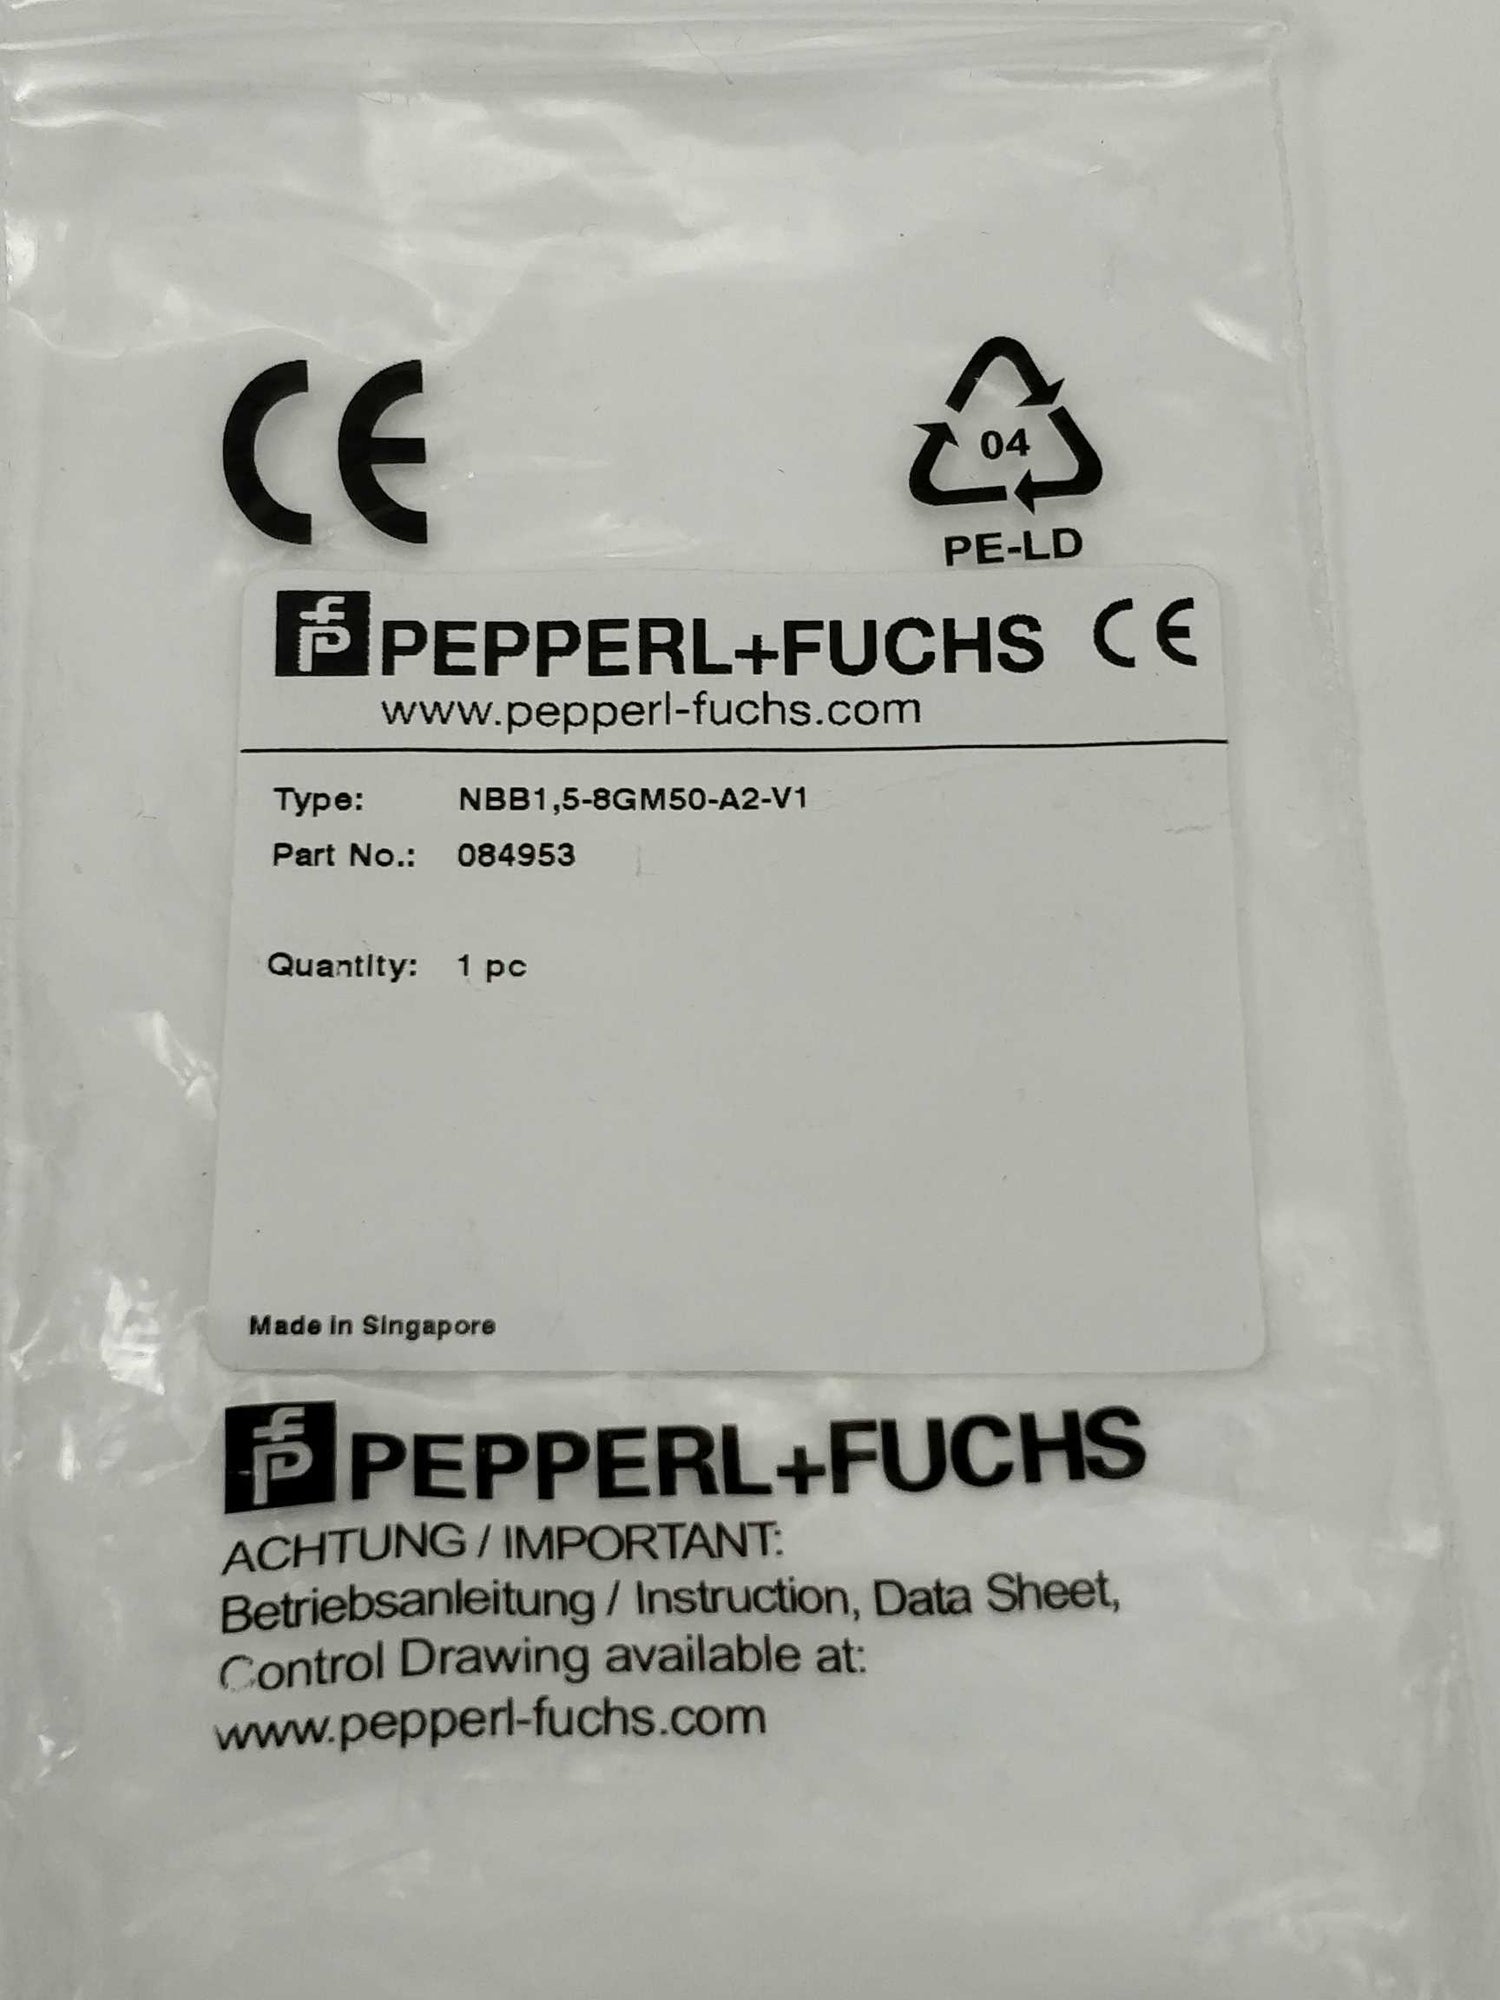 CE
04
PE-LD
fp PEPPERL+FUCHS CE
www.pepperl-fuchs.com
Type: NBB1,5-8GM50-A2-V1
Part No.: 084953
Quantity: 1 pc
Made in Singapore
fp PEPPERL+FUCHS
ACHTUNG / IMPORTANT:
Betriebsanleitung / Instruction, Data Sheet,
Control Drawing available at:
www.pepperl-fuchs.com